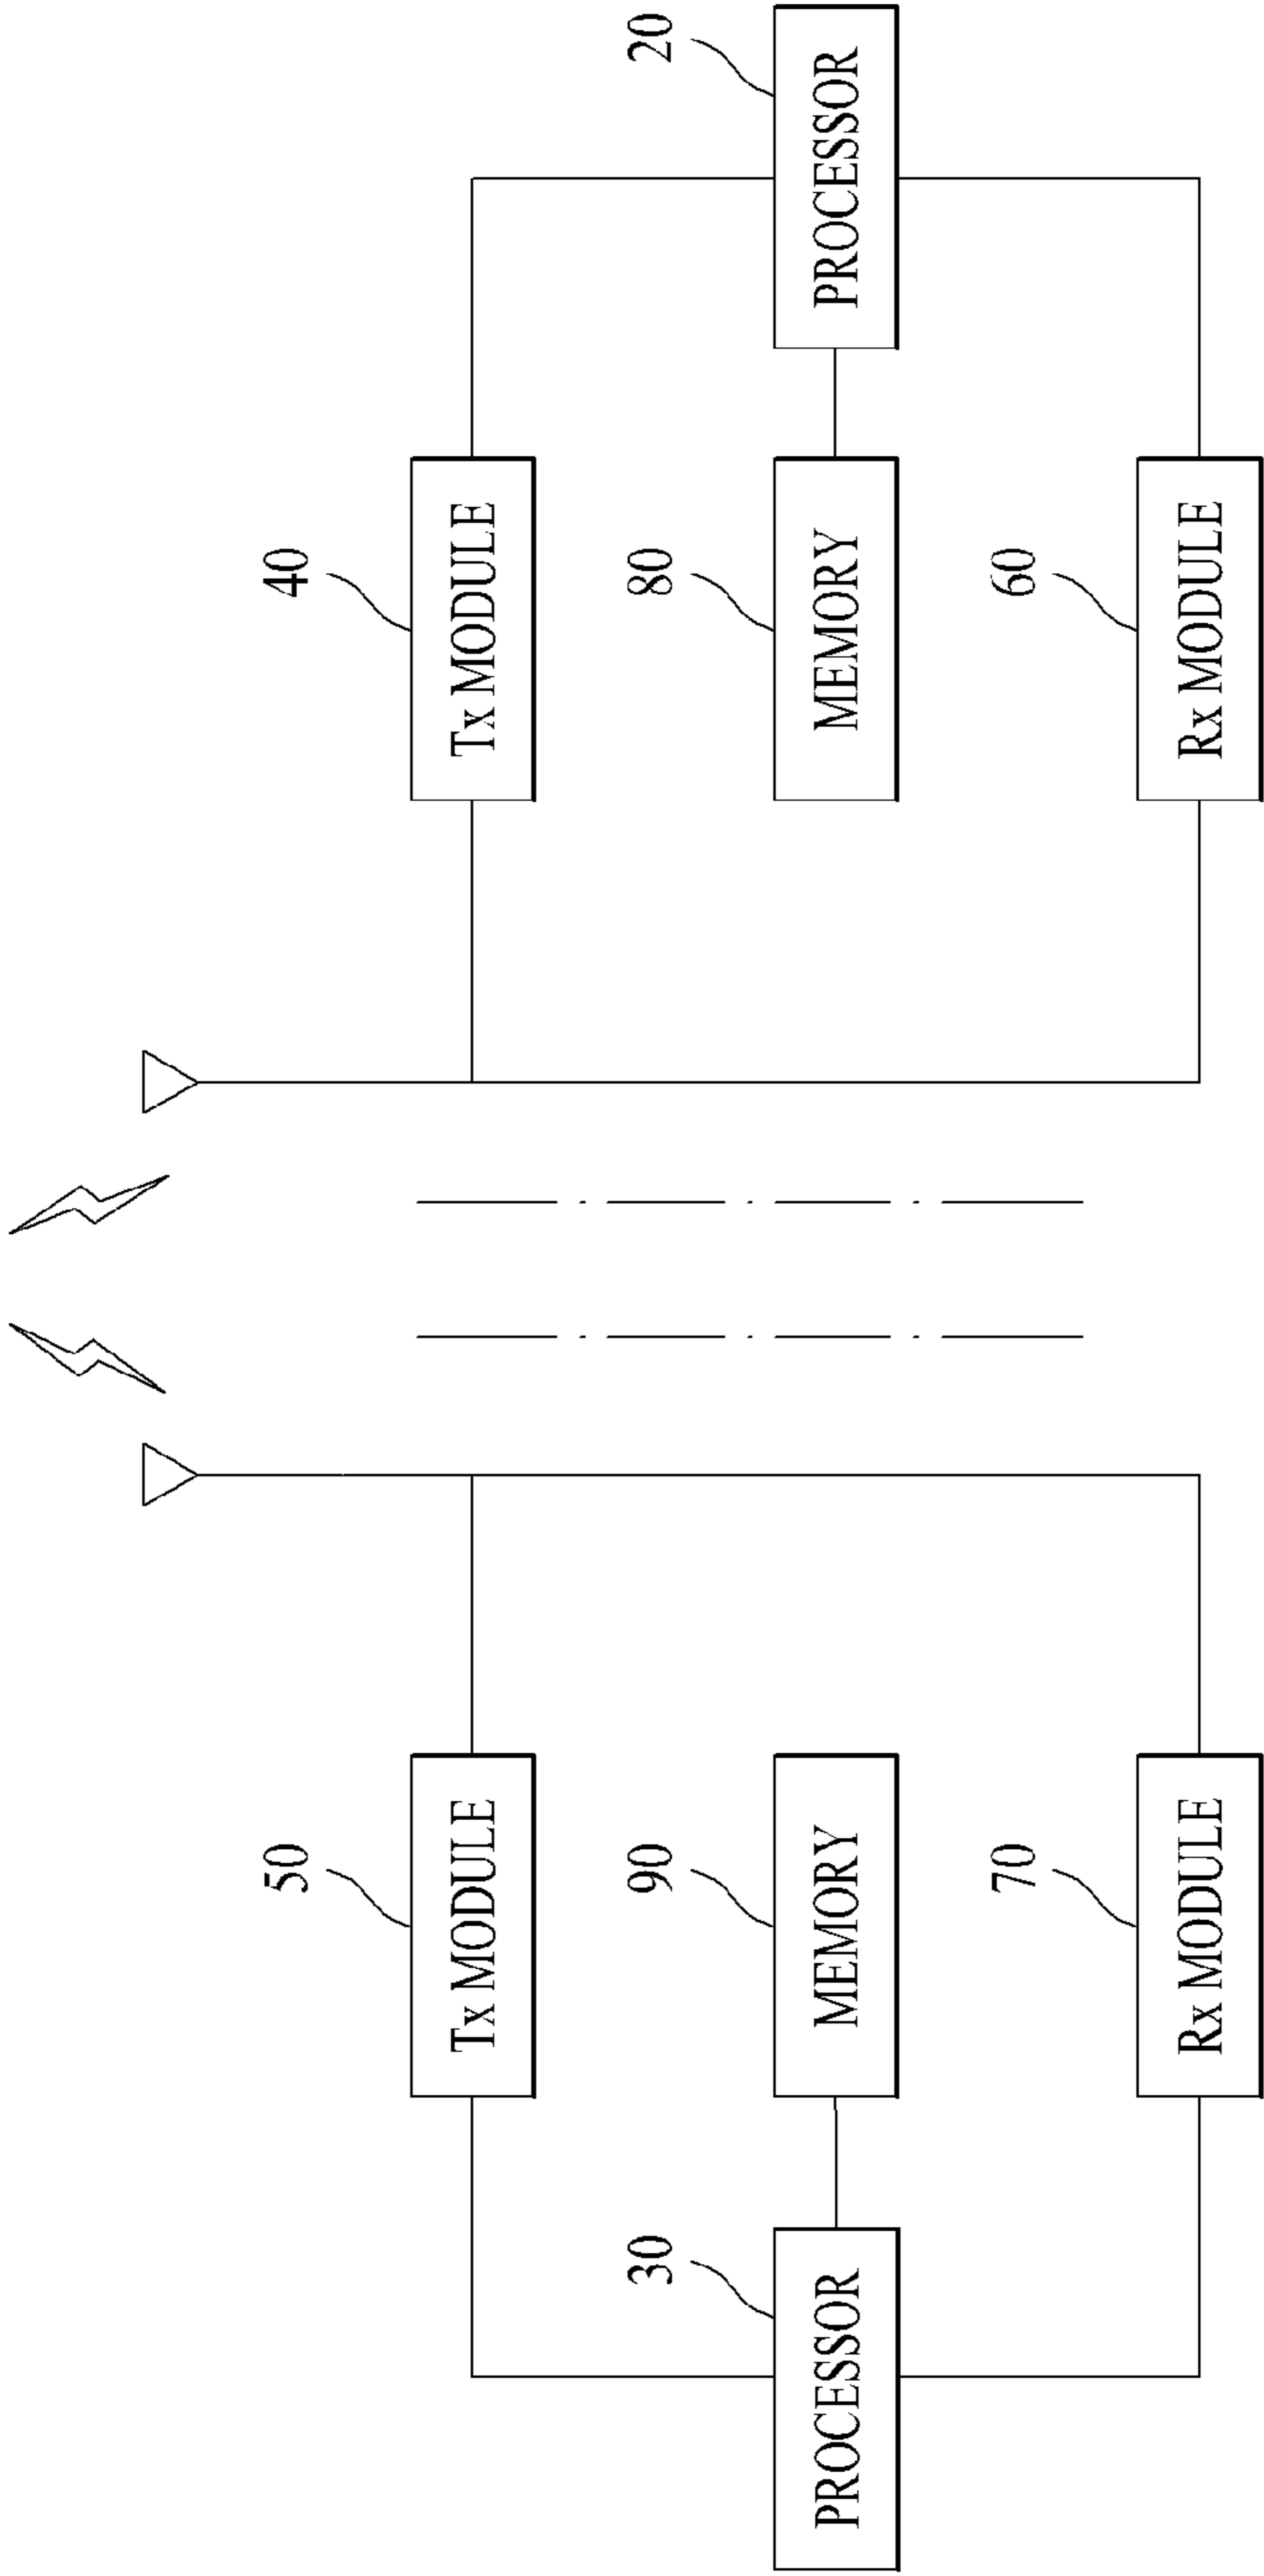 50
40
Tx MODULE
Tx MODULE
30
90
80
20
PROCESSOR
MEMORY
MEMORY
PROCESSOR
70
60
Rx MODULE
Rx MODULE